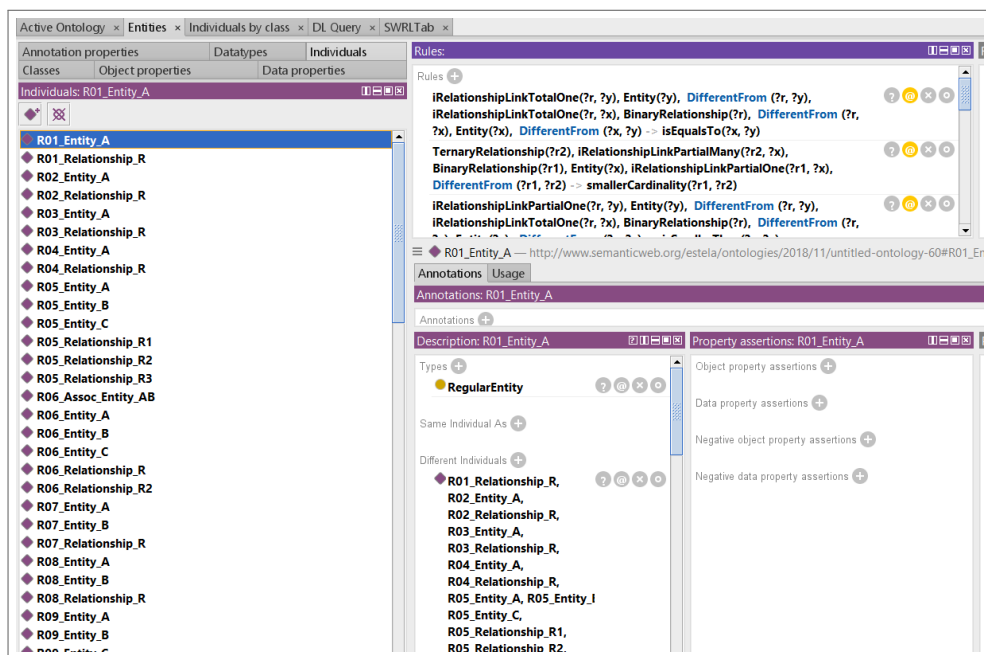 Active Ontology × Entities × Individuals by class × DL Query × SWRLTab ×
Annotation properties Datatypes Individuals
Classes Object properties Data properties
Individuals: R01_Entity_A
R01_Entity_A
R01_Relationship_R
R02_Entity_A
R02_Relationship_R
R03_Entity_A
R03_Relationship_R
R04_Entity_A
R04_Relationship_R
R05_Entity_A
R05_Entity_B
R05_Entity_C
R05_Relationship_R1
R05_Relationship_R2
R05_Relationship_R3
R06_Assoc_Entity_AB
R06_Entity_A
R06_Entity_B
R06_Entity_C
R06_Relationship_R
R06_Relationship_R2
R07_Entity_A
R07_Entity_B
R07_Relationship_R
R08_Entity_A
R08_Entity_B
R08_Relationship_R
R09_Entity_A
R09_Entity_B
Rules:
Rules
iRelationshipLinkTotalOne(?r, ?y), Entity(?y), DifferentFrom (?r, ?y),
iRelationshipLinkTotalOne(?r, ?x), BinaryRelationship(?r), DifferentFrom (?r,
?x), Entity(?x), DifferentFrom (?x, ?y) -> isEqualsTo(?x, ?y)
TernaryRelationship(?r2), iRelationshipLinkPartialMany(?r2, ?x),
BinaryRelationship(?r1), Entity(?x), iRelationshipLinkPartialOne(?r1, ?x),
DifferentFrom (?r1, ?r2) -> smallerCardinality(?r1, ?r2)
iRelationshipLinkPartialOne(?r, ?y), Entity(?y), DifferentFrom (?r, ?y),
iRelationshipLinkTotalOne(?r, ?x), BinaryRelationship(?r), DifferentFrom (?r,
R01_Entity_A — http://www.semanticweb.org/estela/ontologies/2018/11/untitled-ontology-60#R01_En
Annotations Usage
Annotations: R01_Entity_A
Annotations
Description: R01_Entity_A
Types
RegularEntity
Same Individual As
Different Individuals
R01_Relationship_R,
R02_Entity_A,
R02_Relationship_R,
R03_Entity_A,
R03_Relationship_R,
R04_Entity_A,
R04_Relationship_R,
R05_Entity_A, R05_Entity_
R05_Entity_C,
R05_Relationship_R1,
R05_Relationship_R2,
Property assertions: R01_Entity_A
Object property assertions
Data property assertions
Negative object property assertions
Negative data property assertions